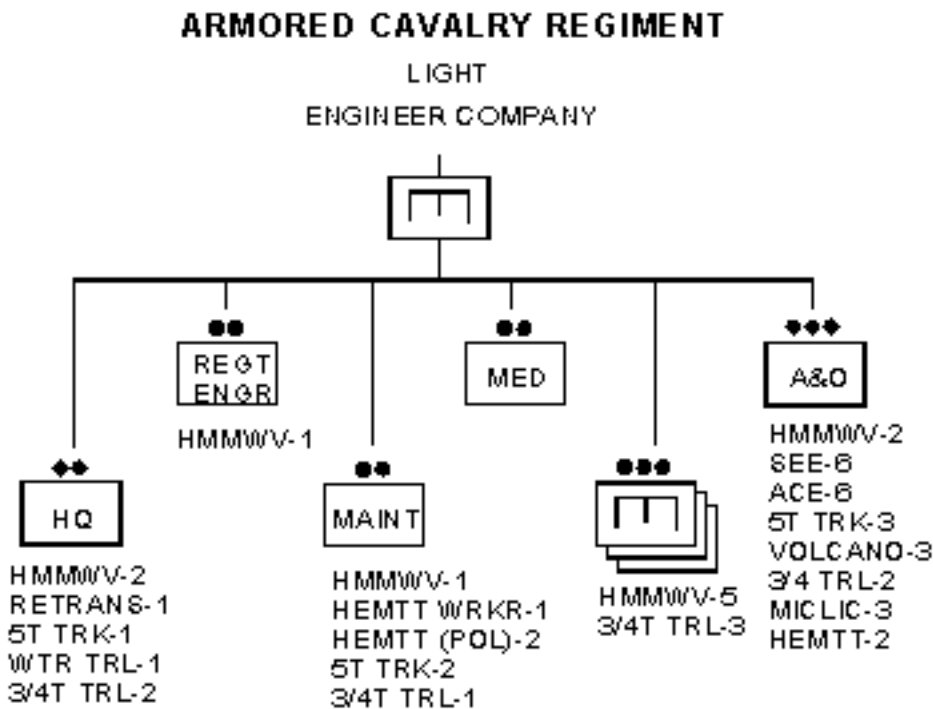 ARMORED CAVALRY REGIMENT
LIGHT
ENGINEER COMPANY
REGT
ENGR
HMMWV-1
MED
A&O
HMMWV-2
SEE-6
ACE-6
5T TRK-3
VOLCANO-3
3/4 TRL-2
MICLIC-3
HEMTT-2
HQ
HMMWV-2
RETRANS-1
5T TRK-1
WTR TRL-1
3/4T TRL-2
MAINT
HMMWV-1
HEMTT WRKR-1
HEMTT (POL)-2
5T TRK-2
3/4T TRL-1
HMMWV-5
3/4T TRL-3